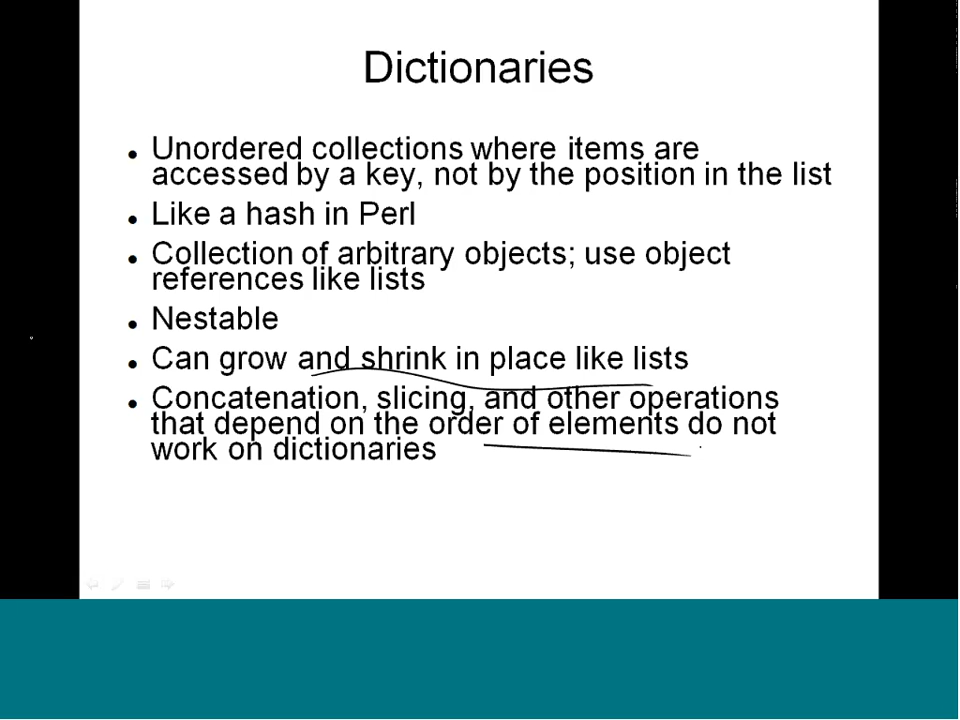 Dictionaries
Unordered collections where items are
accessed by a key, not by the position in the list
Like a hash in Perl
Collection of arbitrary objects; use object
references like lists
Nestable
Can grow and shrink in place like lists
Concatenation, slicing, and other operations
that depend on the order of elements do not
work on dictionaries